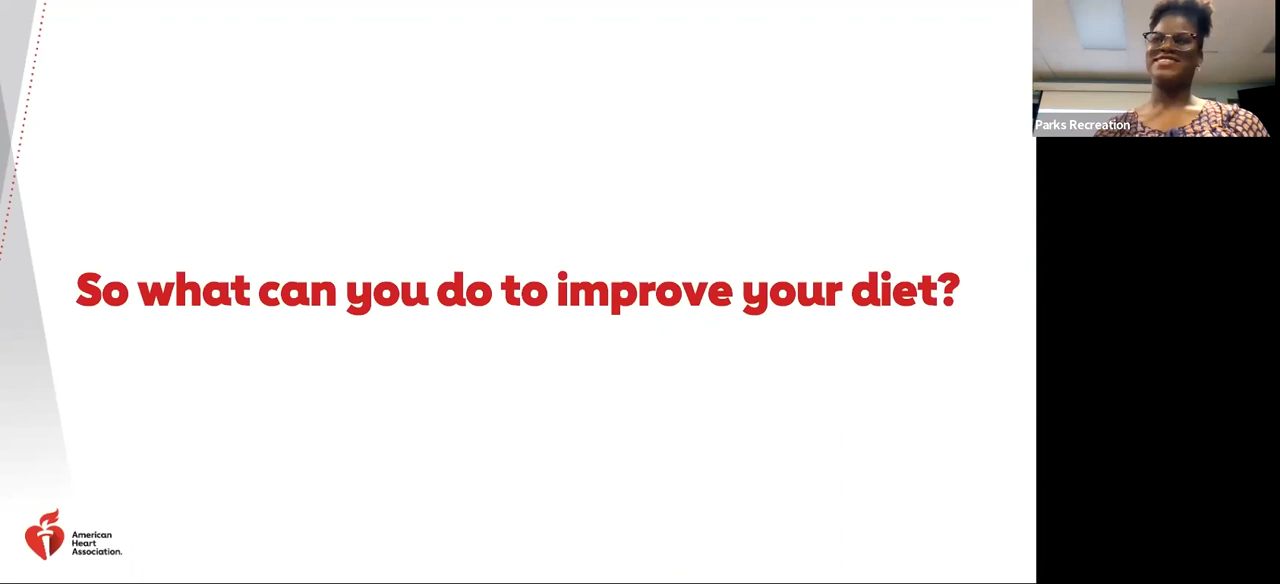 So what can you do to improve your diet?
Parks Recreation
American
Heart
Association.